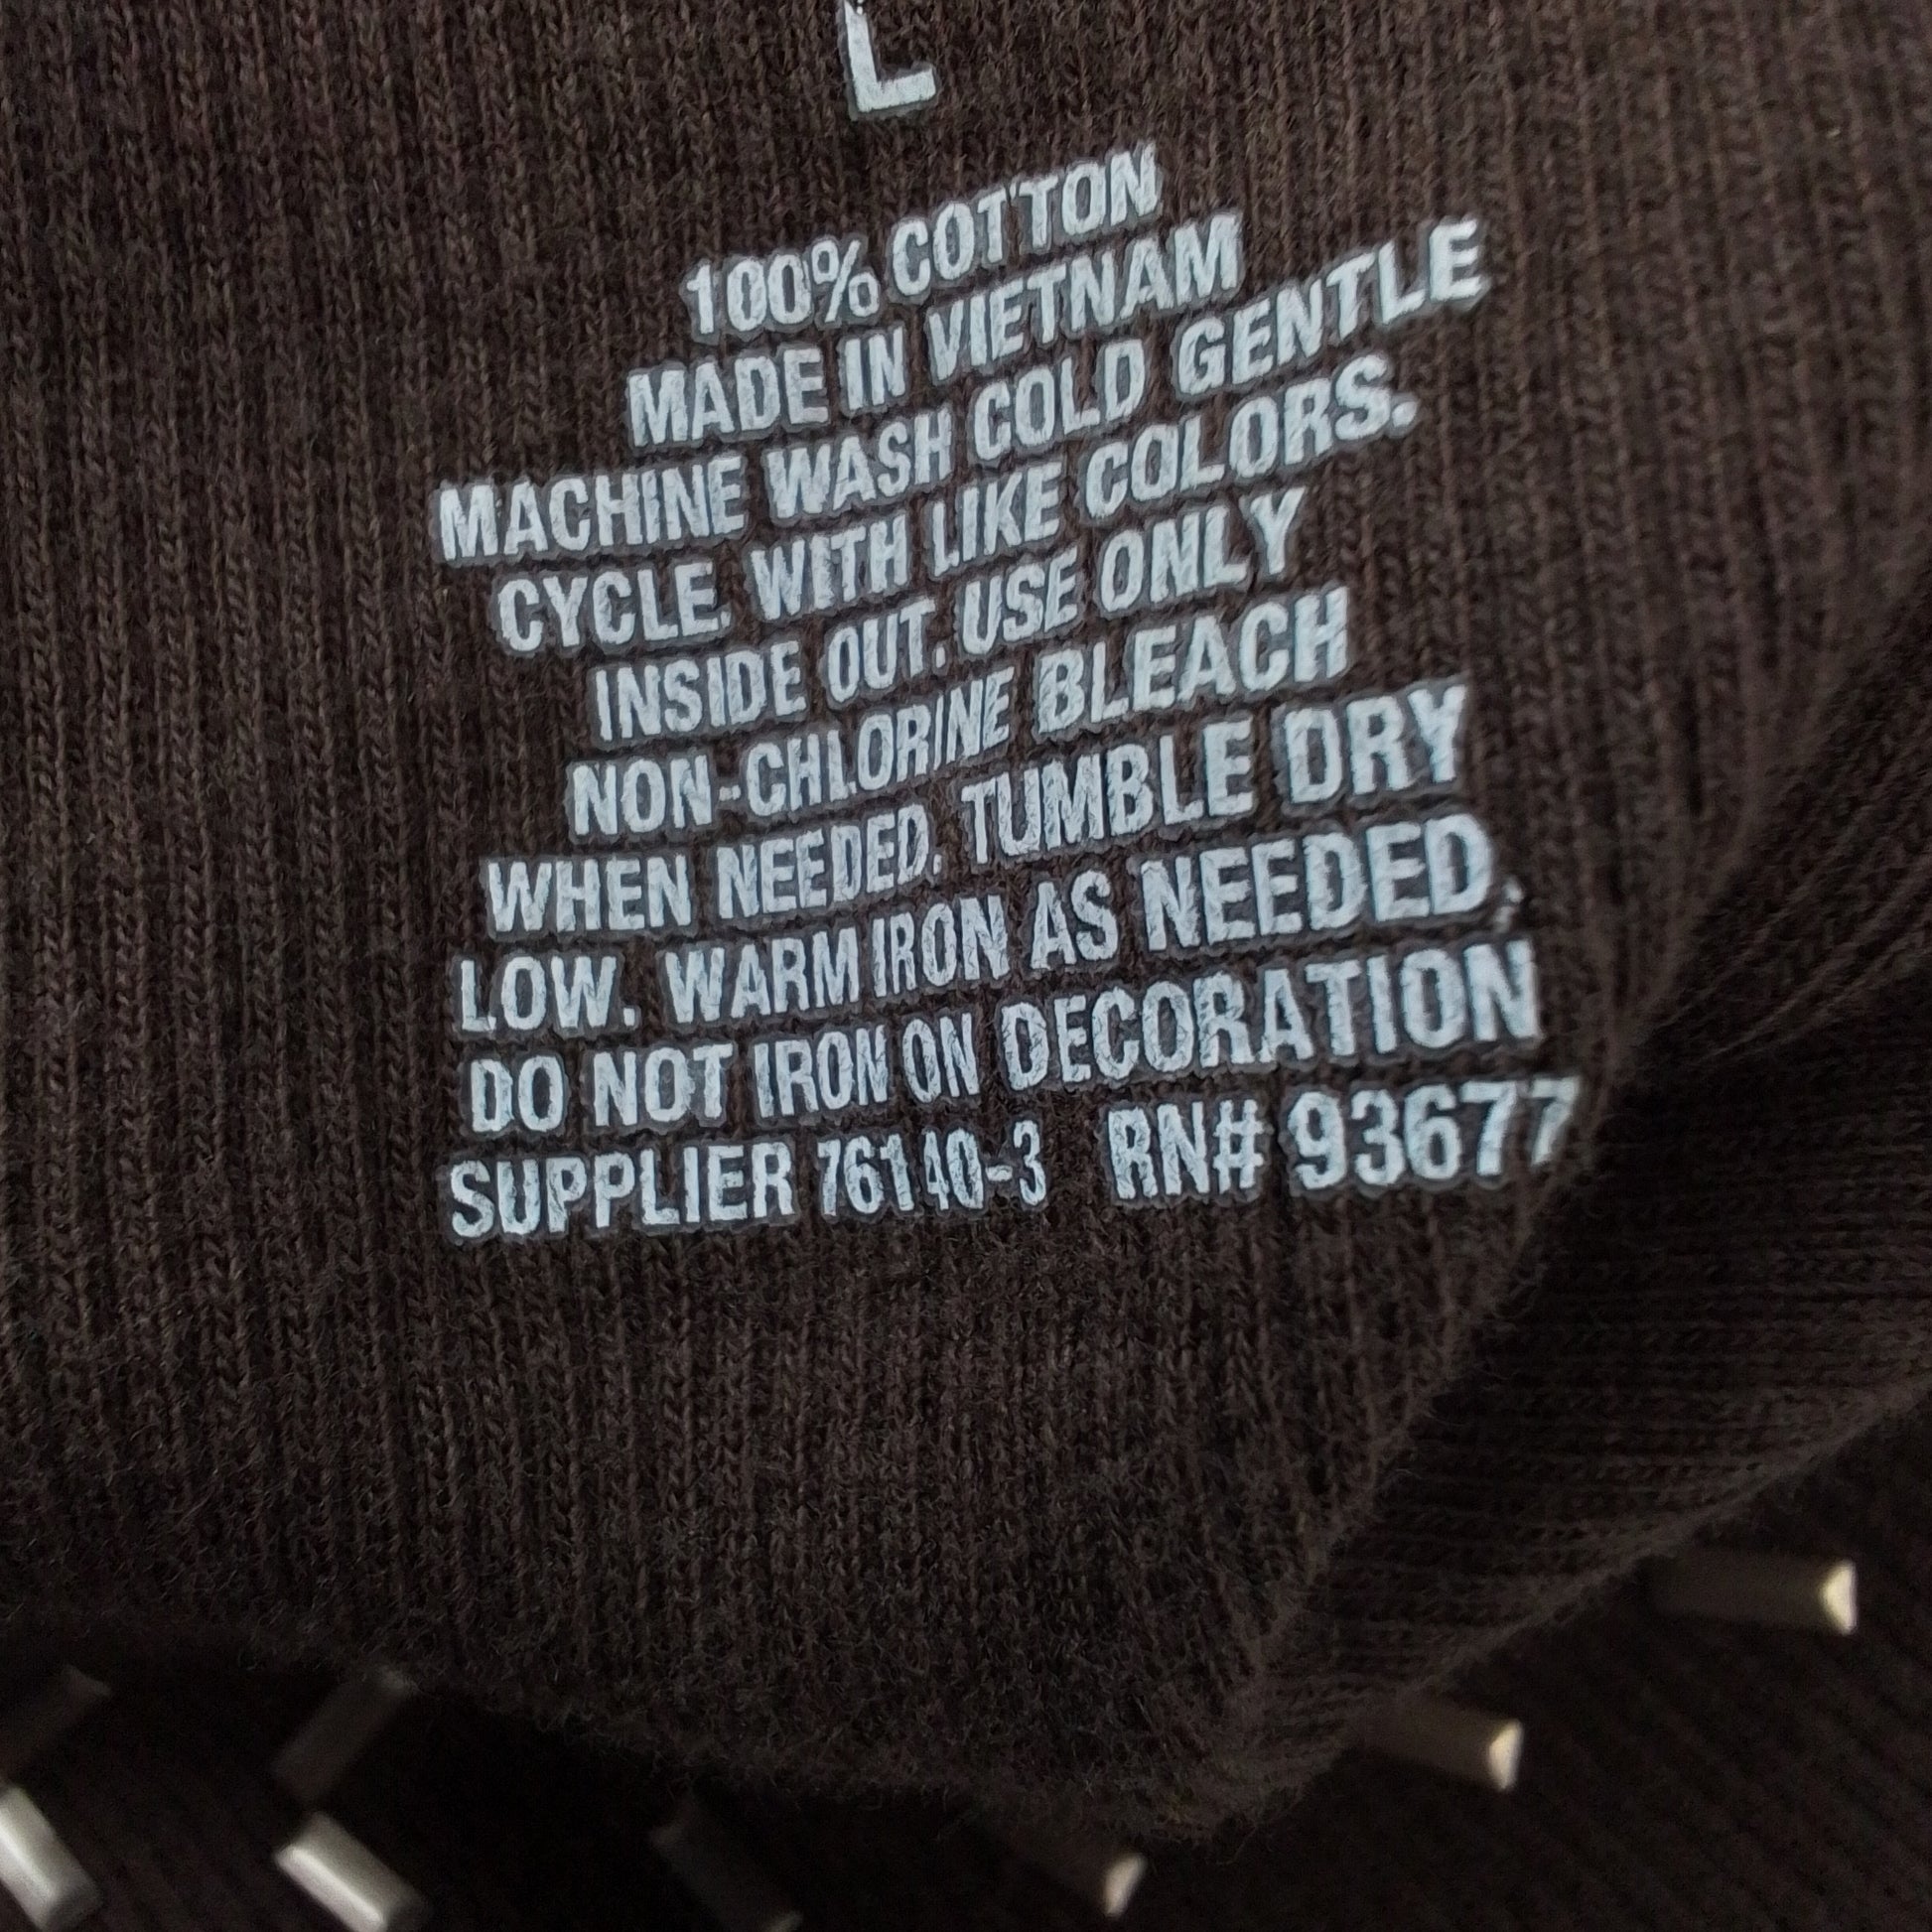 L
100% COTTON
MADE IN VIETNAM
MACHINE WASH COLD GENTLE
CYCLE. WITH LIKE COLORS.
INSIDE OUT. USE ONLY
NON-CHLORINE BLEACH
WHEN NEEDED. TUMBLE DRY
LOW. WARM IRON AS NEEDED.
DO NOT IRON ON DECORATION
SUPPLIER 76140-3 RN# 93677